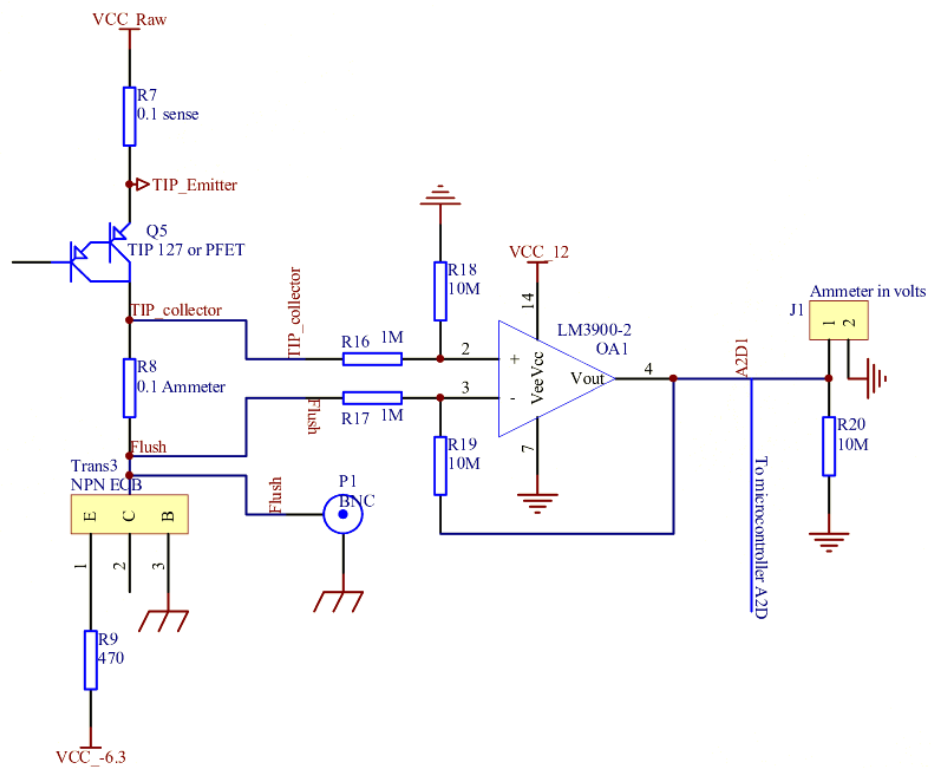 VCC_Raw
R7
0.1 sense
TIP_Emitter
Q5
TIP 127 or PFET
TIP_collector
TIP_collector
R8
0.1 Ammeter
Flush
Trans3
NPN ECB
E
C
B
1
2
3
R9
470
VCC_-6.3
R16
1M
Flush
R17
1M
Flush
P1
BNC
R18
10M
R19
10M
VCC_12
14
LM3900-2
OA1
2
+
3
-
VeeVcc
Vout
4
7
A2D1
To microcontroller A2D
Ammeter in volts
J1
1
2
R20
10M